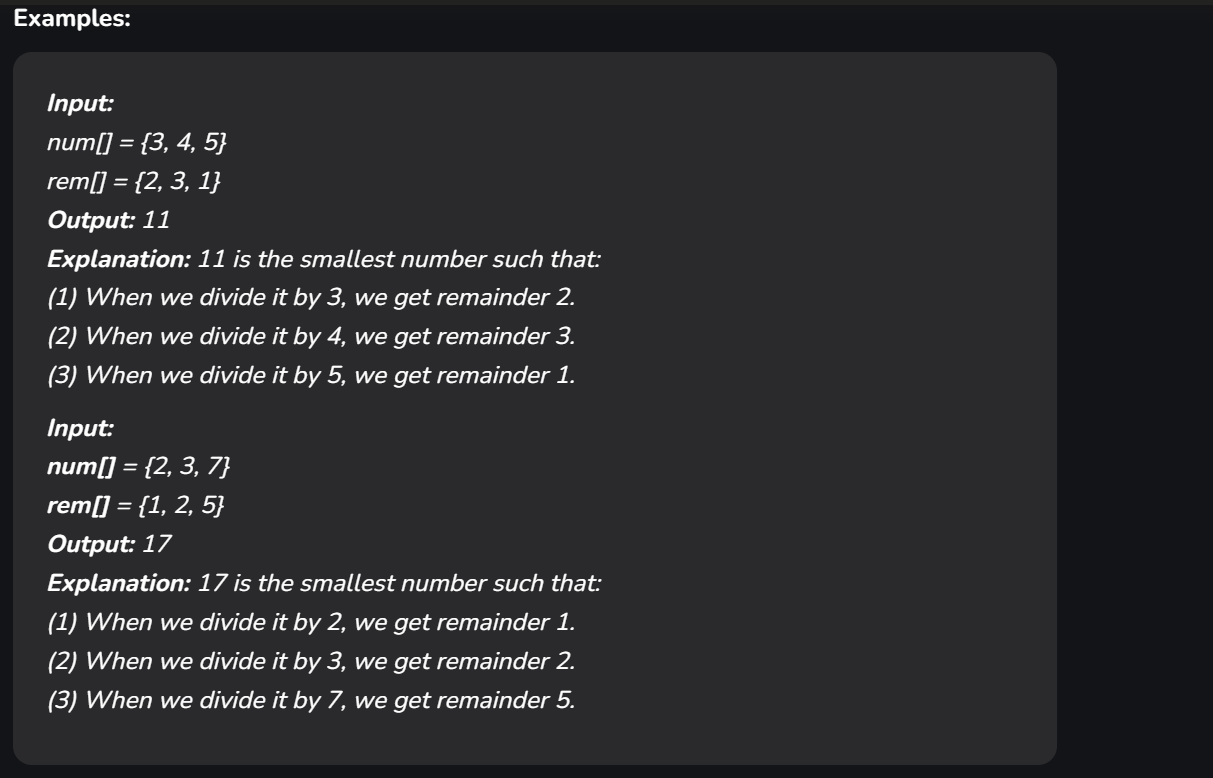 Examples:
Input:
num[] = {3, 4, 5}
rem[] = {2, 3, 1}
Output: 11
Explanation: 11 is the smallest number such that:
(1) When we divide it by 3, we get remainder 2.
(2) When we divide it by 4, we get remainder 3.
(3) When we divide it by 5, we get remainder 1.
Input:
num[] = {2, 3, 7}
rem[] = {1, 2, 5}
Output: 17
Explanation: 17 is the smallest number such that:
(1) When we divide it by 2, we get remainder 1.
(2) When we divide it by 3, we get remainder 2.
(3) When we divide it by 7, we get remainder 5.